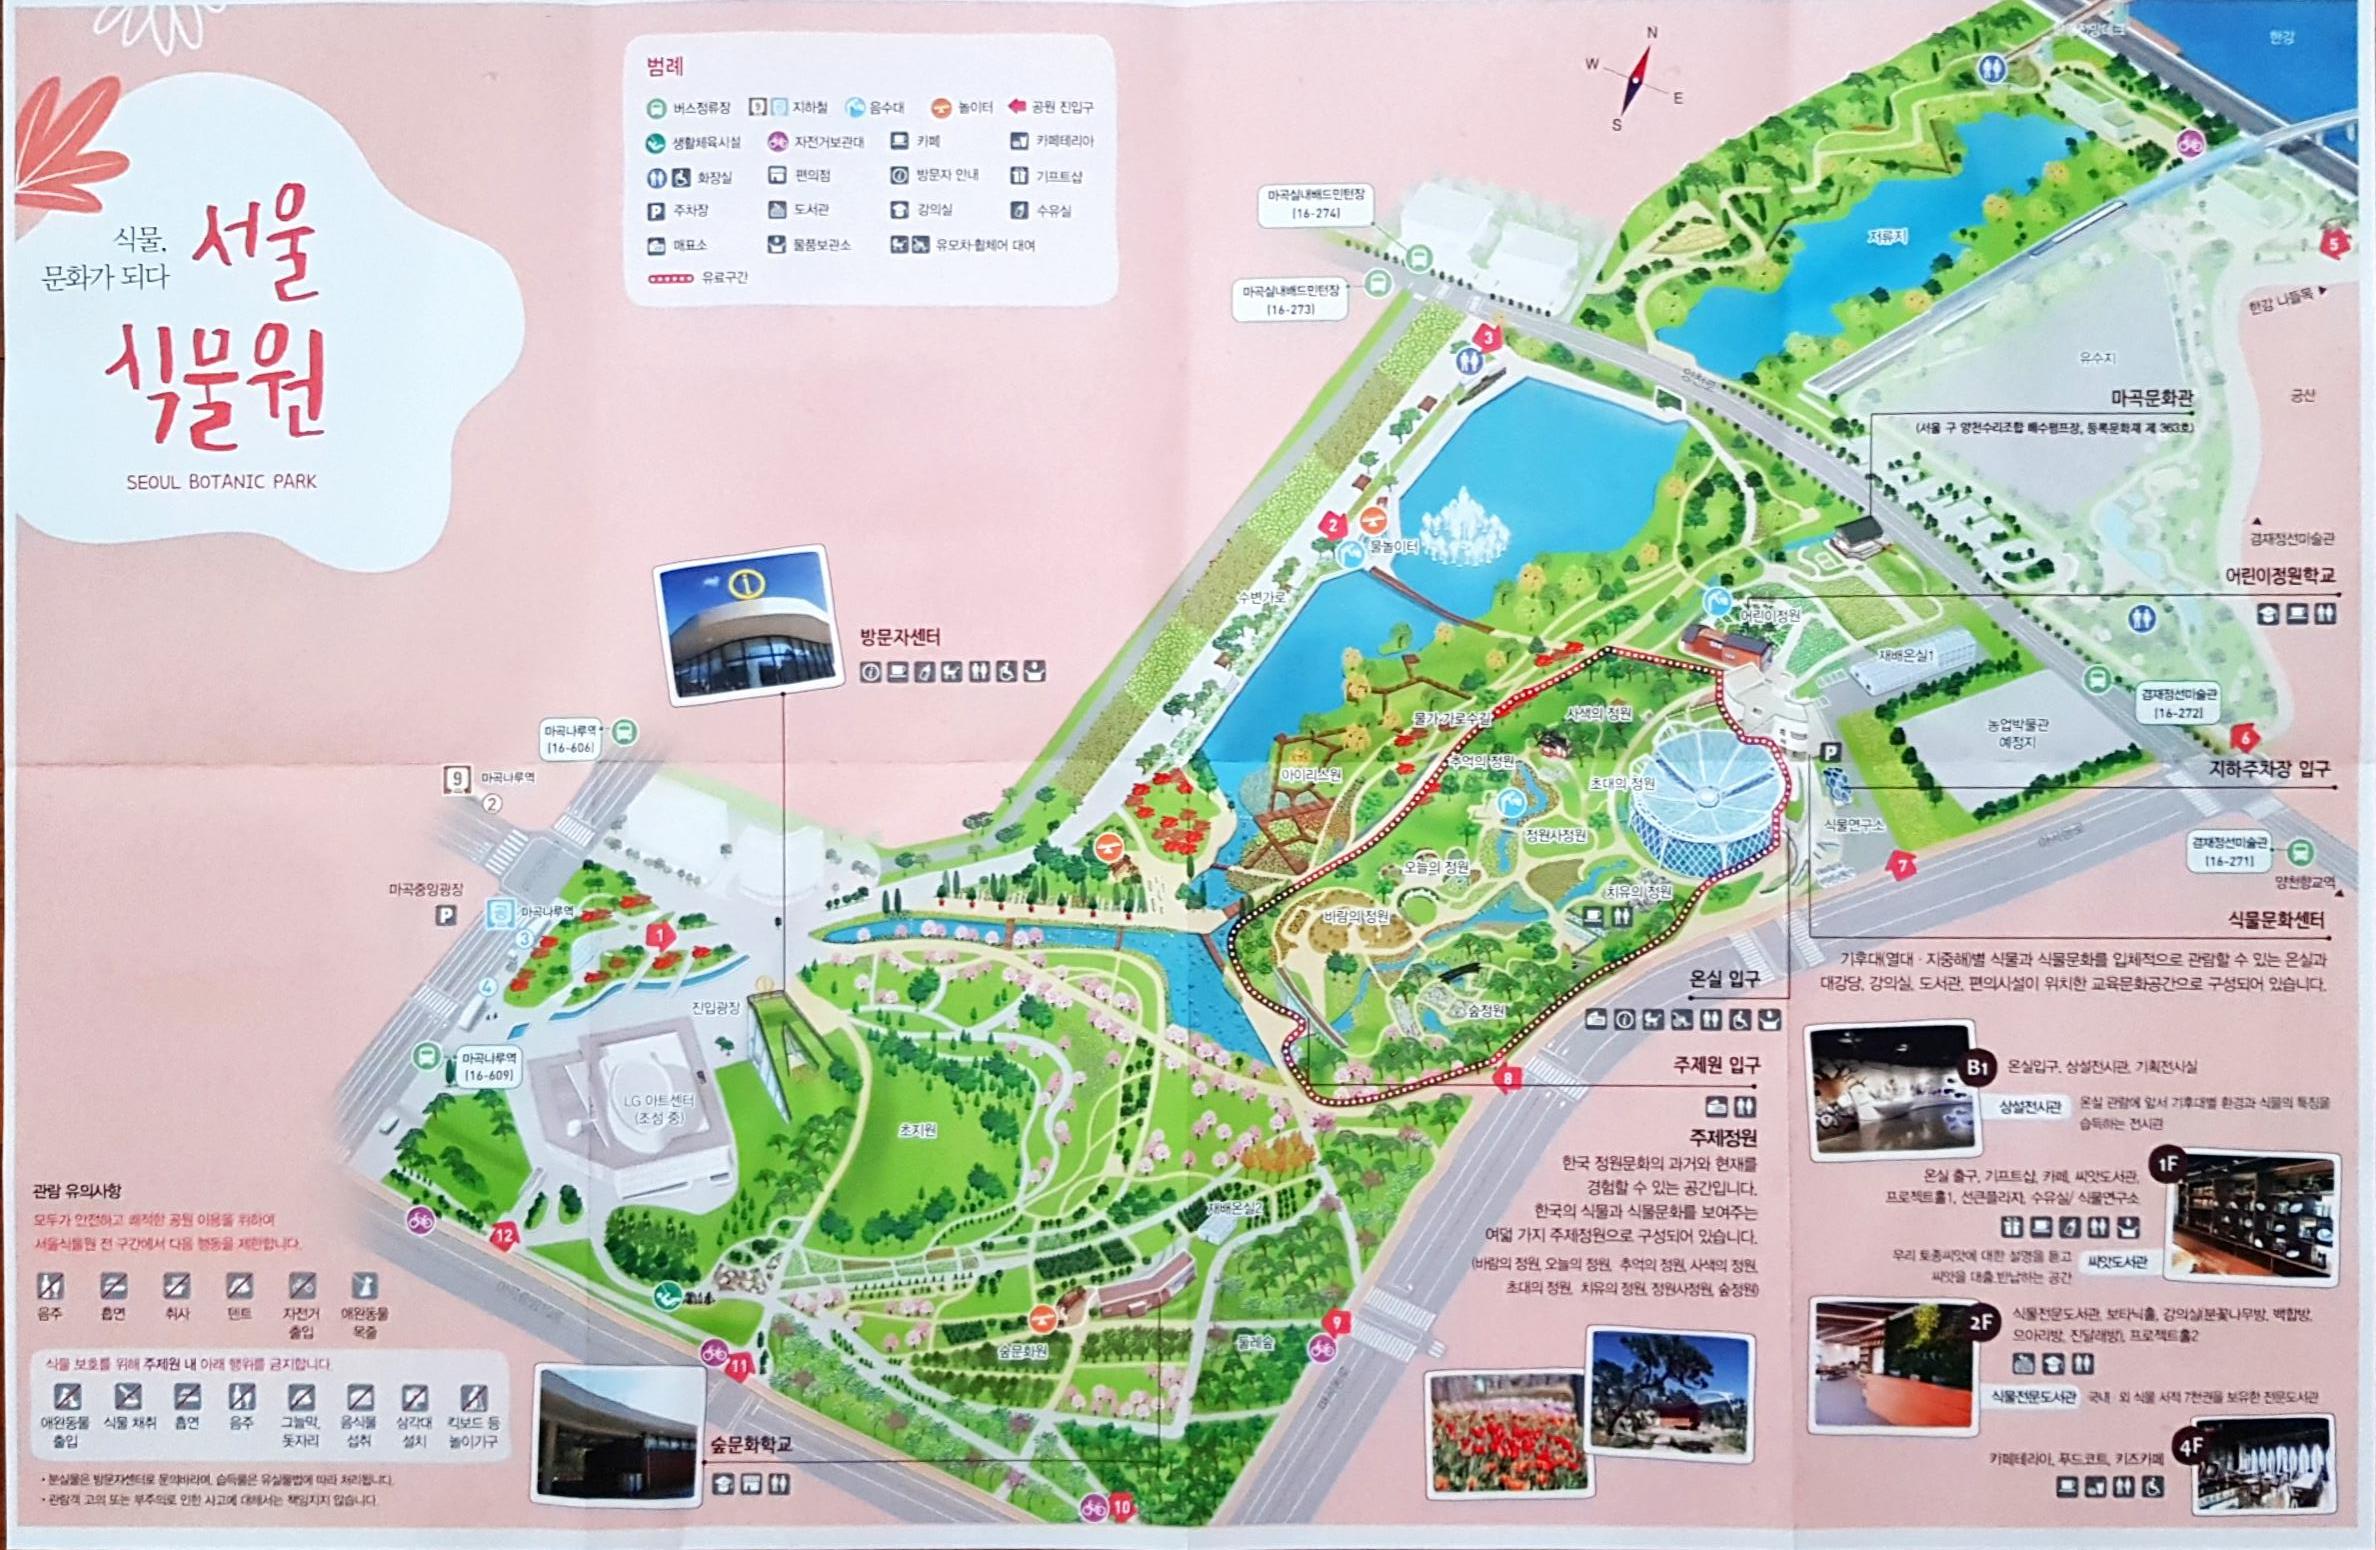 식물,
문화가 되다
서울
식물원
SEOUL BOTANIC PARK
범례
버스정류장
9
지하철
음수대
놀이터
공원 진입구
생활체육시설
자전거보관대
카페
카페테리아
화장실
편의점
방문자 안내
기프트샵
P
주차장
도서관
강의실
수유실
매표소
물품보관소
유모차·휠체어 대여
유료구간
N
W
E
S
한강
저류지
5
한강 나들목
유수지
궁산
마곡실내배드민턴장
(16-274)
마곡실내배드민턴장
(16-273)
3
양천로
마곡문화관
(서울 구 양천수리조합 배수펌프장, 등록문화재 제 363호)
겸재정선미술관
어린이정원학교
2
물놀이터
수변가로
어린이정원
재배온실1
겸재정선미술관
(16-272)
농업박물관
예정지
6
지하주차장 입구
P
방문자센터
마곡나루역
(16-606)
9
마곡나루역
2
마곡중앙광장
P
마곡나루역
3
4
1
진입광장
마곡나루역
(16-609)
LG 아트센터
(조성 중)
초지원
물가 가로수길
사색의 정원
아이리스원
추억의 정원
초대의 정원
정원사정원
오늘의 정원
치유의 정원
바람의 정원
숲정원
식물연구소
7
겸재정선미술관
(16-271)
양천향교역
식물문화센터
기후대(열대 · 지중해)별 식물과 식물문화를 입체적으로 관람할 수 있는 온실과
대강당, 강의실, 도서관, 편의시설이 위치한 교육문화공간으로 구성되어 있습니다.
온실 입구
8
주제원 입구
주제정원
한국 정원문화의 과거와 현재를
경험할 수 있는 공간입니다.
한국의 식물과 식물문화를 보여주는
여덟 가지 주제정원으로 구성되어 있습니다.
(바람의 정원, 오늘의 정원, 추억의 정원, 사색의 정원,
초대의 정원, 치유의 정원, 정원사정원, 숲정원)
B1
온실입구, 상설전시관, 기획전시실
상설전시관
온실 관람에 앞서 기후대별 환경과 식물의 특징을
습득하는 전시관
1F
온실 출구, 기프트샵, 카페, 씨앗도서관,
프로젝트홀1, 선큰플라자, 수유실/ 식물연구소
우리 토종씨앗에 대한 설명을 듣고
씨앗을 대출,반납하는 공간
씨앗도서관
2F
식물전문도서관, 보타닉홀, 강의실(분꽃나무방, 백합방,
으아리방, 진달래방), 프로젝트홀2
식물전문도서관
국내 · 외 식물 서적 7천권을 보유한 전문도서관
4F
카페테리아, 푸드코트, 키즈카페
재배온실2
숲문화원
둘레숲
9
10
11
12
숲문화학교
관람 유의사항
모두가 안전하고 쾌적한 공원 이용을 위하여
서울식물원 전 구간에서 다음 행동을 제한합니다.
음주
흡연
취사
텐트
자전거
출입
애완동물
목줄
식물 보호를 위해 주제원 내 아래 행위를 금지합니다.
애완동물
출입
식물 채취
흡연
음주
그늘막,
돗자리
음식물
섭취
삼각대
설치
킥보드 등
놀이기구
• 분실물은 방문자센터로 문의바라며, 습득물은 유실물법에 따라 처리됩니다.
• 관람객 고의 또는 부주의로 인한 사고에 대해서는 책임지지 않습니다.